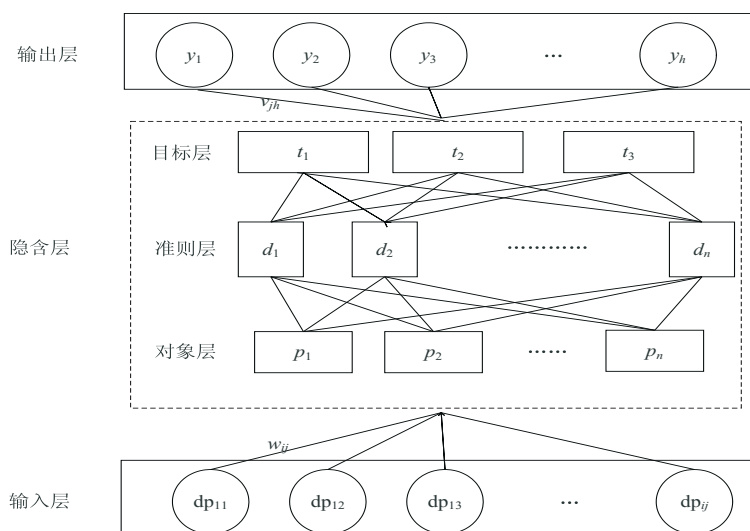 输出层 y1 y2 y3 … yh
vjh
目标层 t1 t2 t3
隐含层 准则层 d1 d2 ………… dn
对象层 p1 p2 …… pn
wij
输入层 dp11 dp12 dp13 … dpij